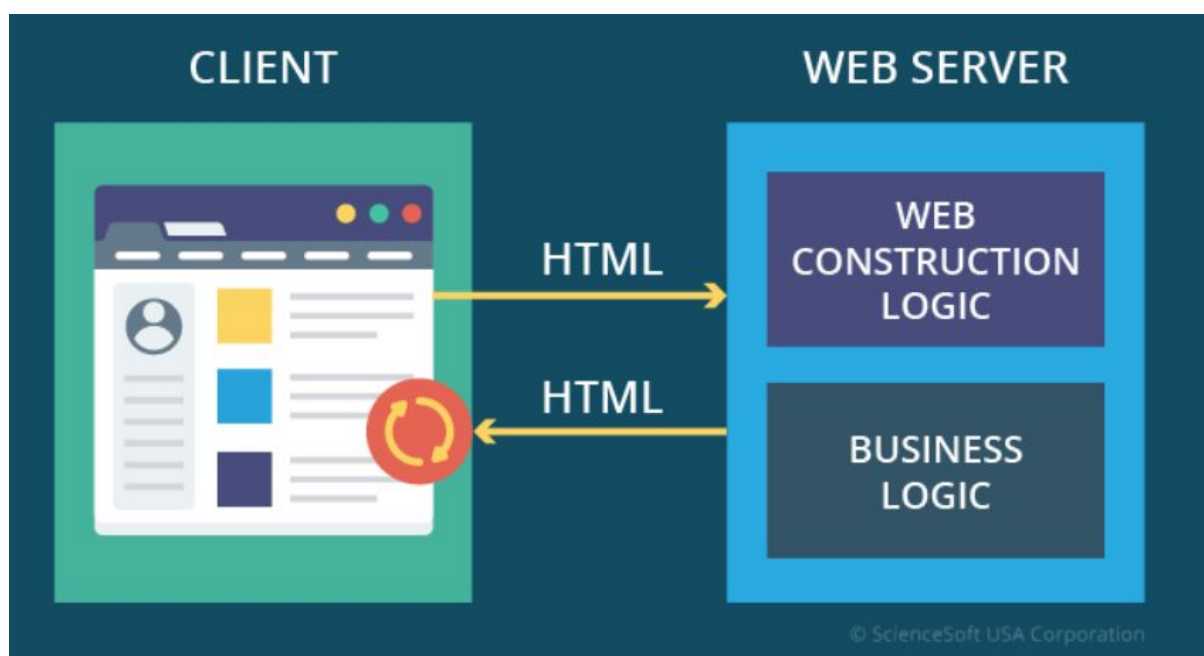 CLIENT
WEB SERVER
HTML
HTML
WEB
CONSTRUCTION
LOGIC
BUSINESS
LOGIC
© ScienceSoft USA Corporation